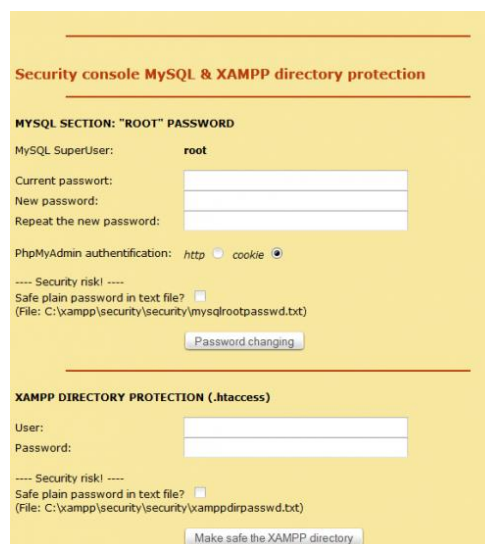 Security console MySQL & XAMPP directory protection
MYSQL SECTION: "ROOT" PASSWORD
MySQL SuperUser: root
Current passwort:
New password:
Repeat the new password:
PhpMyAdmin authentification: http cookie
---- Security risk! ----
Safe plain password in text file?
(File: C:\xampp\security\security\mysqlrootpasswd.txt)
Password changing
XAMPP DIRECTORY PROTECTION (.htaccess)
User:
Password:
---- Security risk! ----
Safe plain password in text file?
(File: C:\xampp\security\security\xamppdirpasswd.txt)
Make safe the XAMPP directory